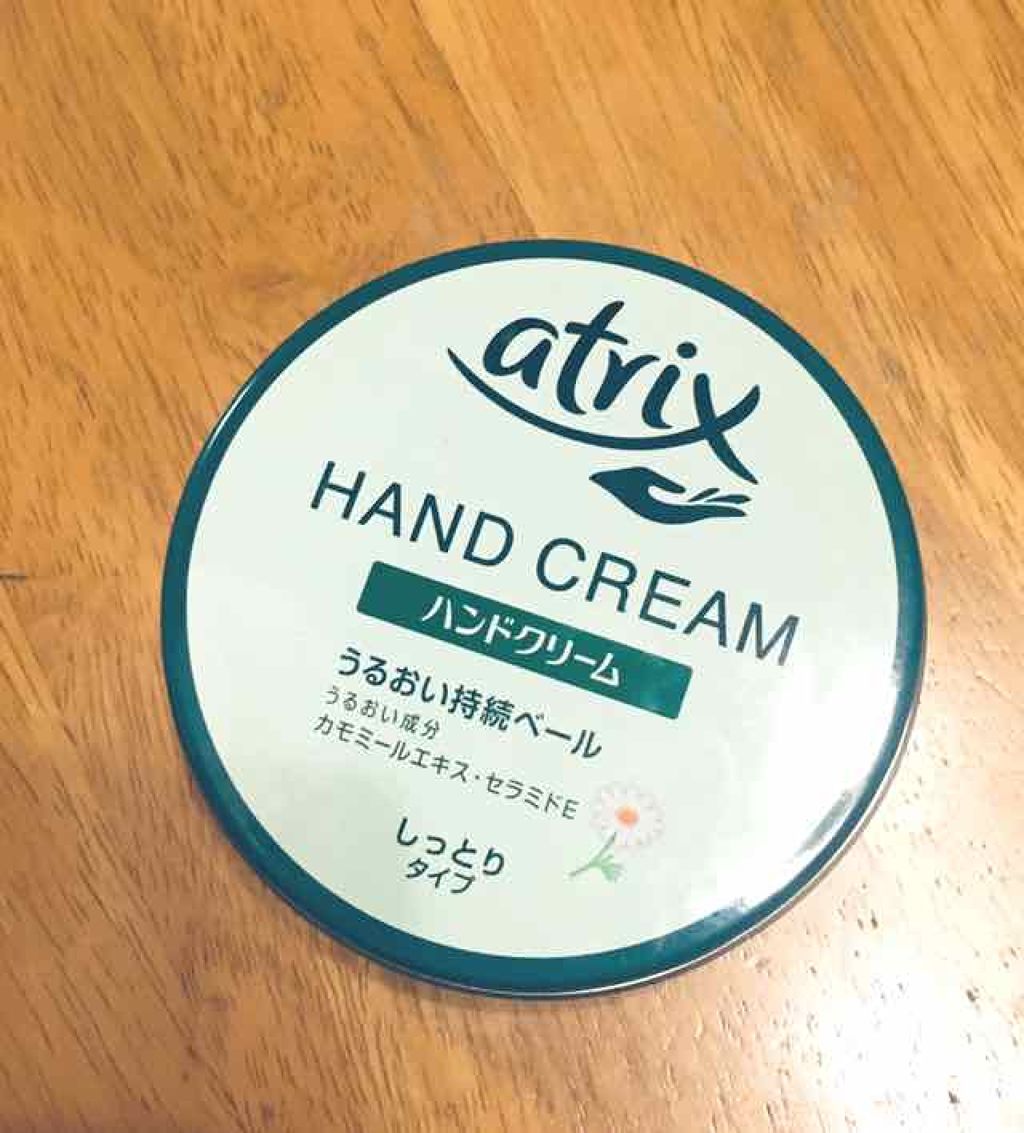 atrix
HAND CREAM
ハンドクリーム
うるおい持続ベール
うるおい成分
カモミールエキス・セラミドE
しっとり
タイプ